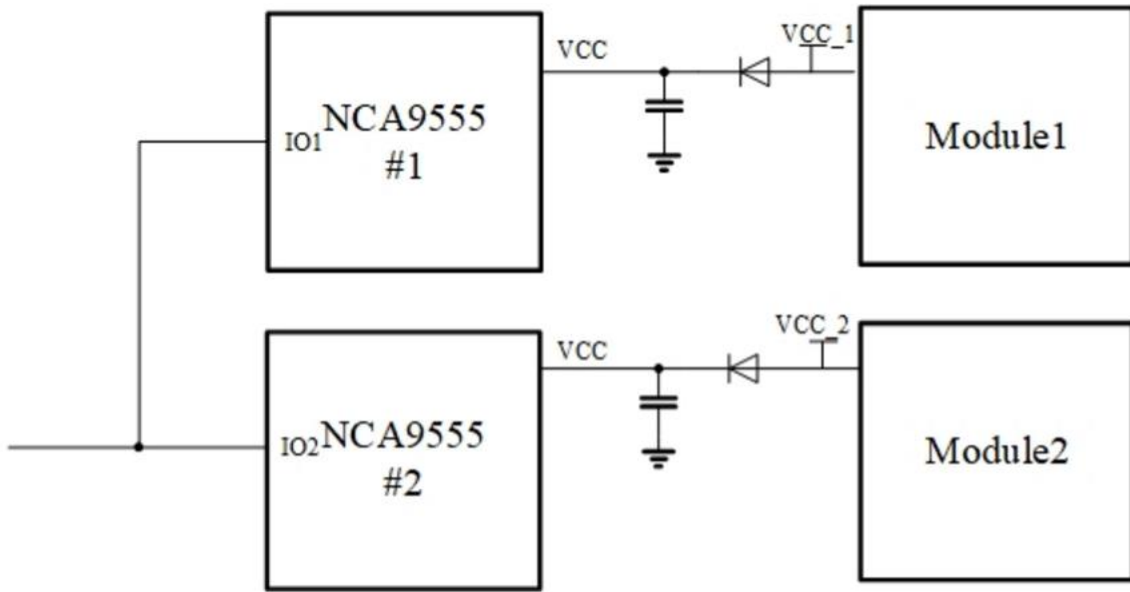 VCC
VCC_1
IO1
NCA9555
#1
Module1
VCC
VCC_2
IO2
NCA9555
#2
Module2